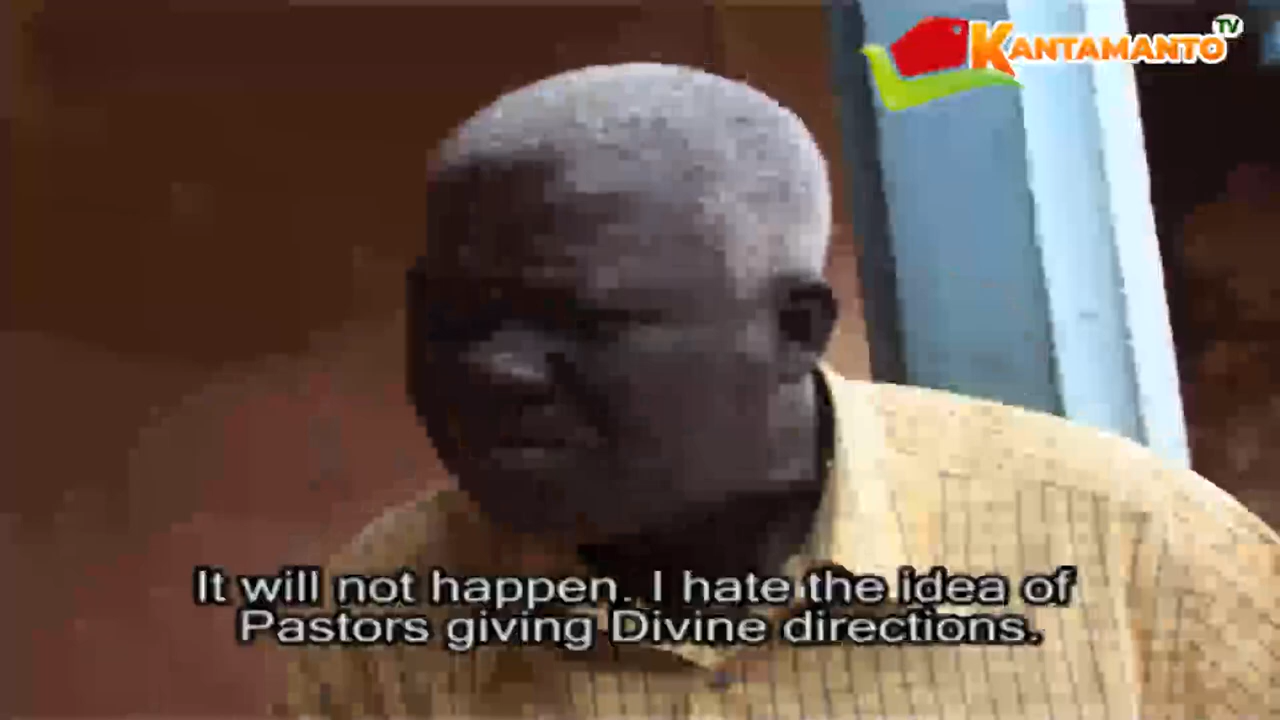 KANTAMANTO TV
It will not happen. I hate the idea of
Pastors giving Divine directions.